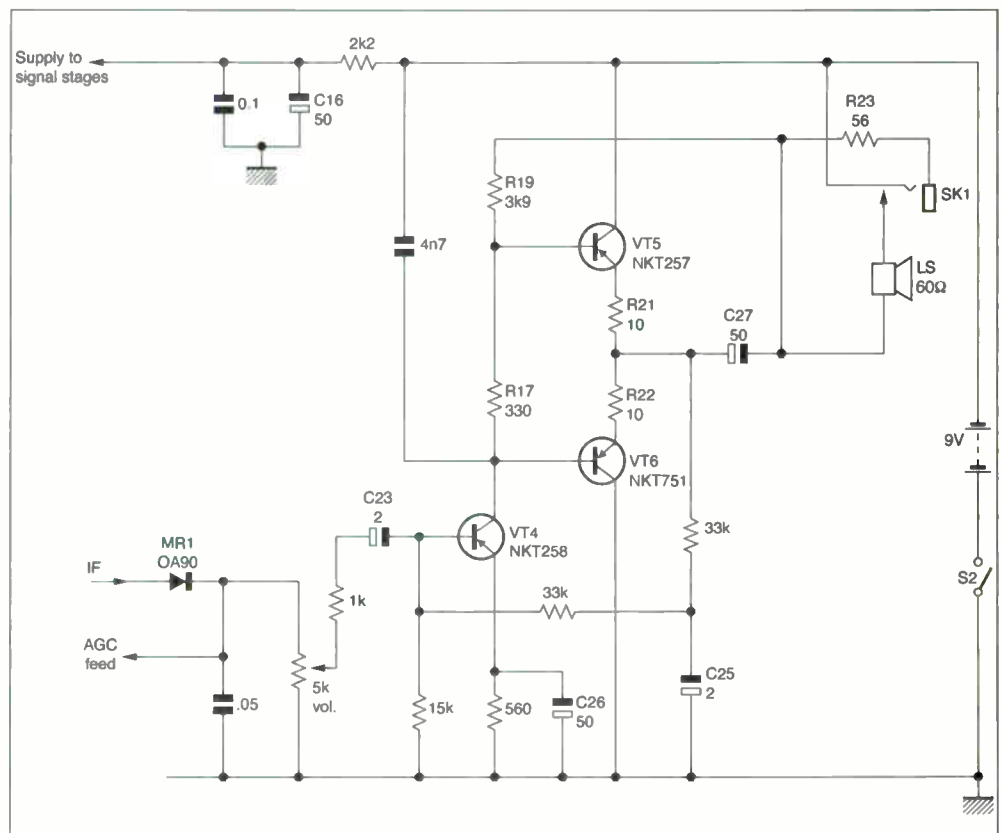 2k2
Supply to
signal stages
0.1
C16
50
R23
56
R19
3k9
SK1
4n7
VT5
NKT257
LS
60Ω
R21
10
C27
50
R17
330
R22
10
9V
VT6
NKT751
C23
2
33k
VT4
NKT258
MR1
OA90
IF
S2
1k
33k
AGC
feed
C25
2
5k
vol.
.05
15k
560
C26
50